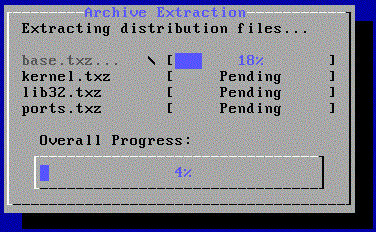 Archive Extraction
Extracting distribution files...
base.txz... \ [ 18% ]
kernel.txz [ Pending ]
lib32.txz [ Pending ]
ports.txz [ Pending ]
Overall Progress:
4%